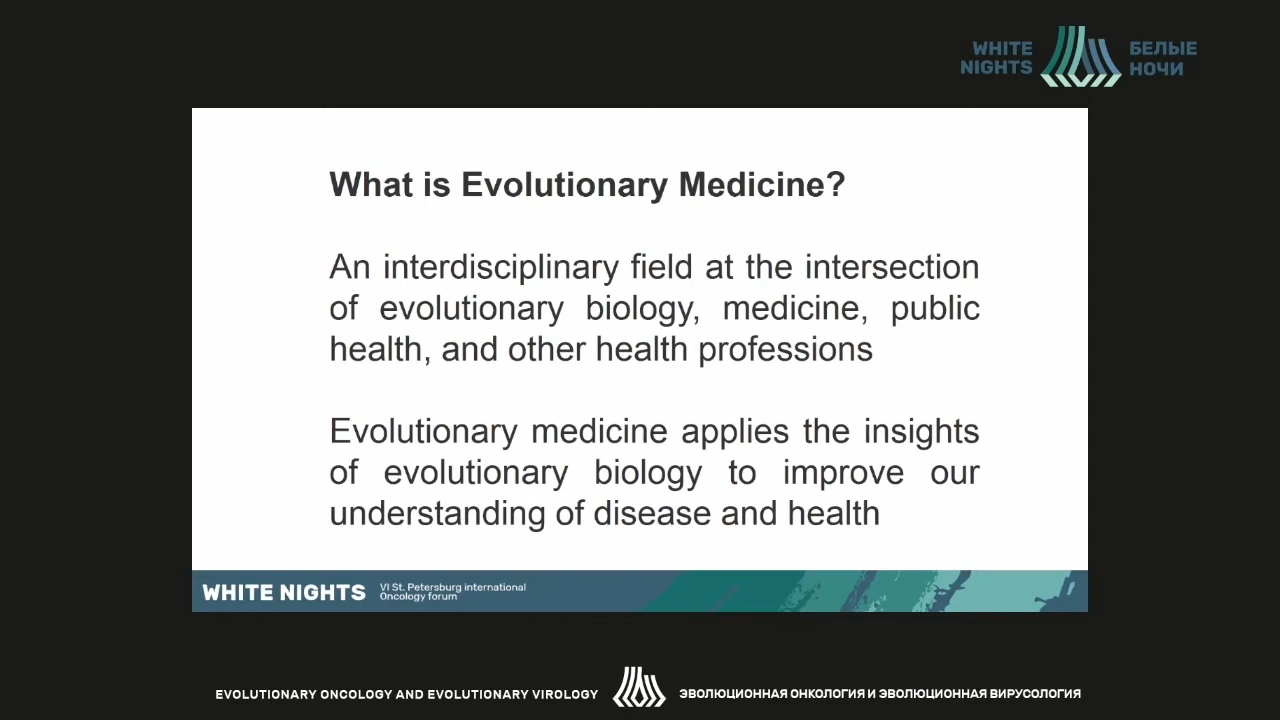 WHITE
NIGHTS
БЕЛЫЕ
НОЧИ
What is Evolutionary Medicine?
An interdisciplinary field at the intersection
of evolutionary biology, medicine, public
health, and other health professions
Evolutionary medicine applies the insights
of evolutionary biology to improve our
understanding of disease and health
WHITE NIGHTS
VI St. Petersburg international
Oncology forum
EVOLUTIONARY ONCOLOGY AND EVOLUTIONARY VIROLOGY
ЭВОЛЮЦИОННАЯ ОНКОЛОГИЯ И ЭВОЛЮЦИОННАЯ ВИРУСОЛОГИЯ